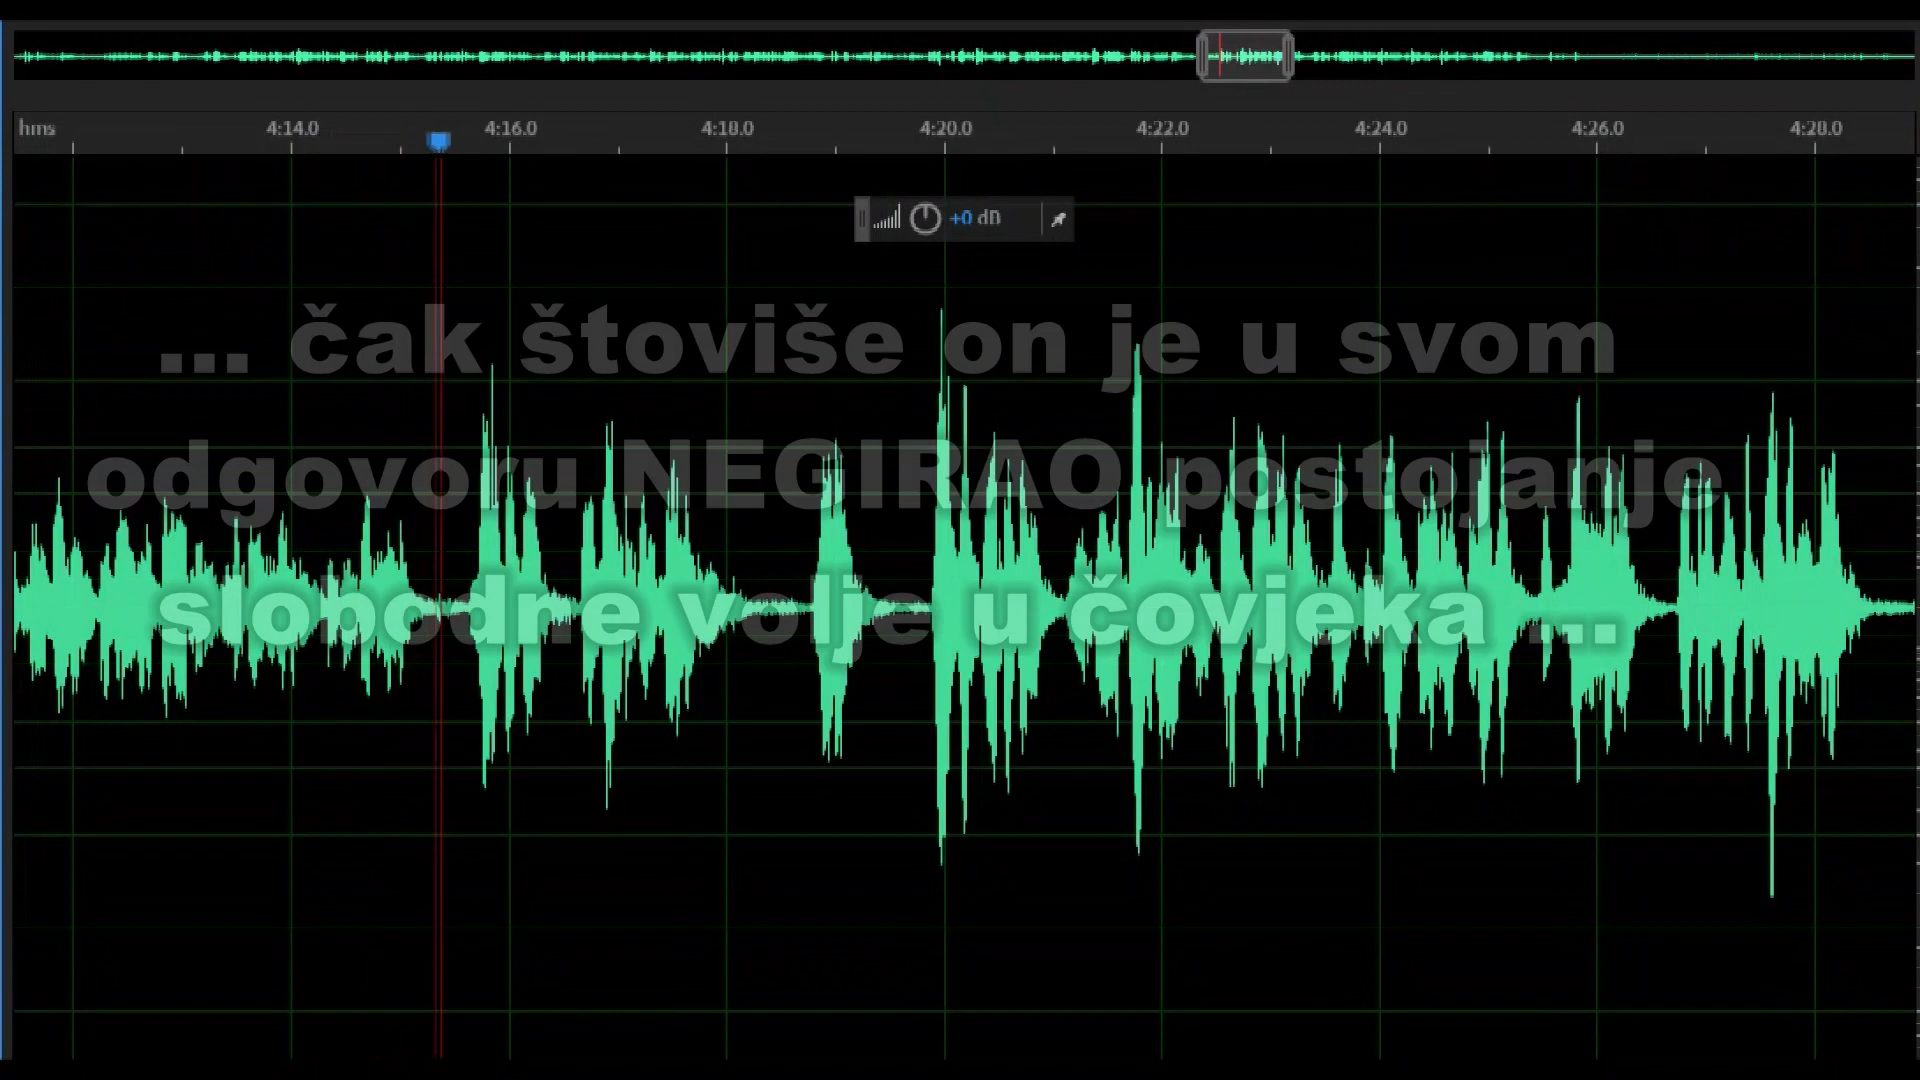 hms 4:14.0 4:16.0 4:18.0 4:20.0 4:22.0 4:24.0 4:26.0 4:28.0
+0 dB
... čak štoviše on je u svom
odgovoru NEGIRAO postojanje
slobodne volje u čovjeka ...